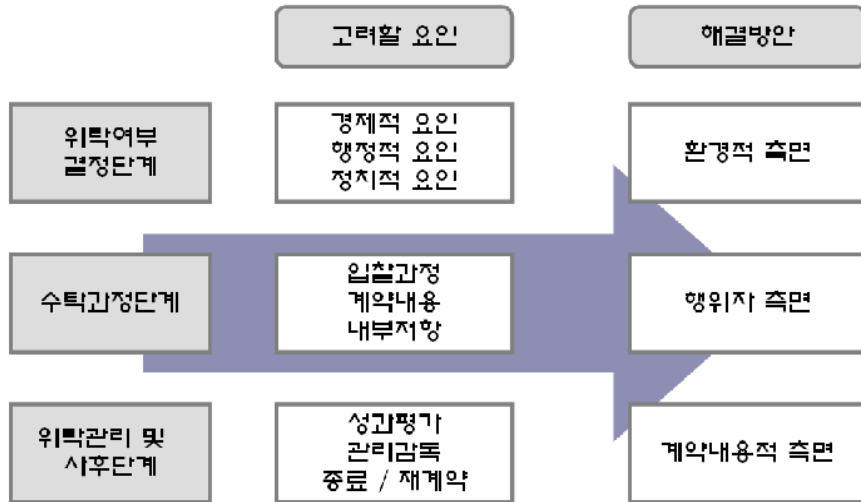 고려할 요인
해결방안
위탁여부
결정단계
경제적 요인
행정적 요인
정치적 요인
환경적 측면
수탁과정단계
입찰과정
계약내용
내부저항
행위자 측면
위탁관리 및
사후단계
성과평가
관리감독
종료 / 재계약
계약내용적 측면